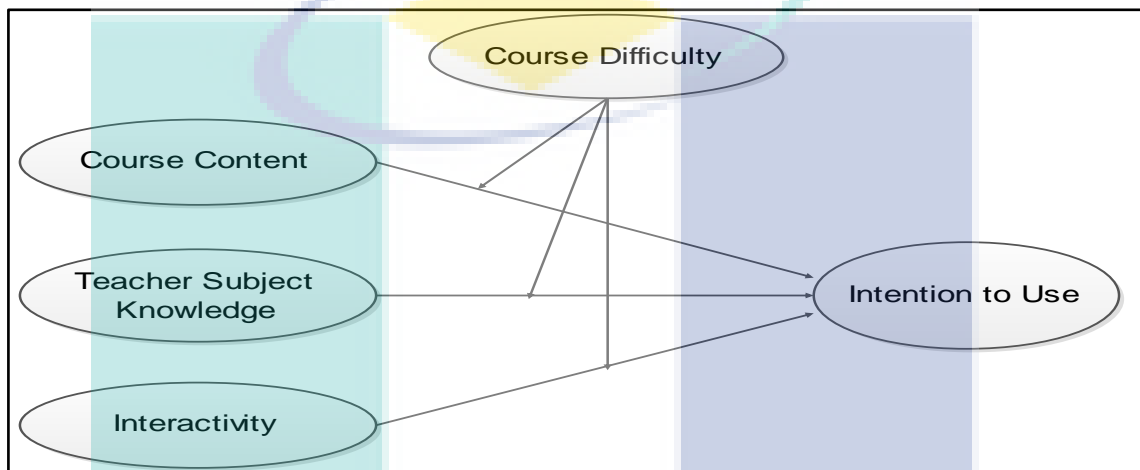 Course Difficulty
Course Content
Teacher Subject
Knowledge
Intention to Use
Interactivity